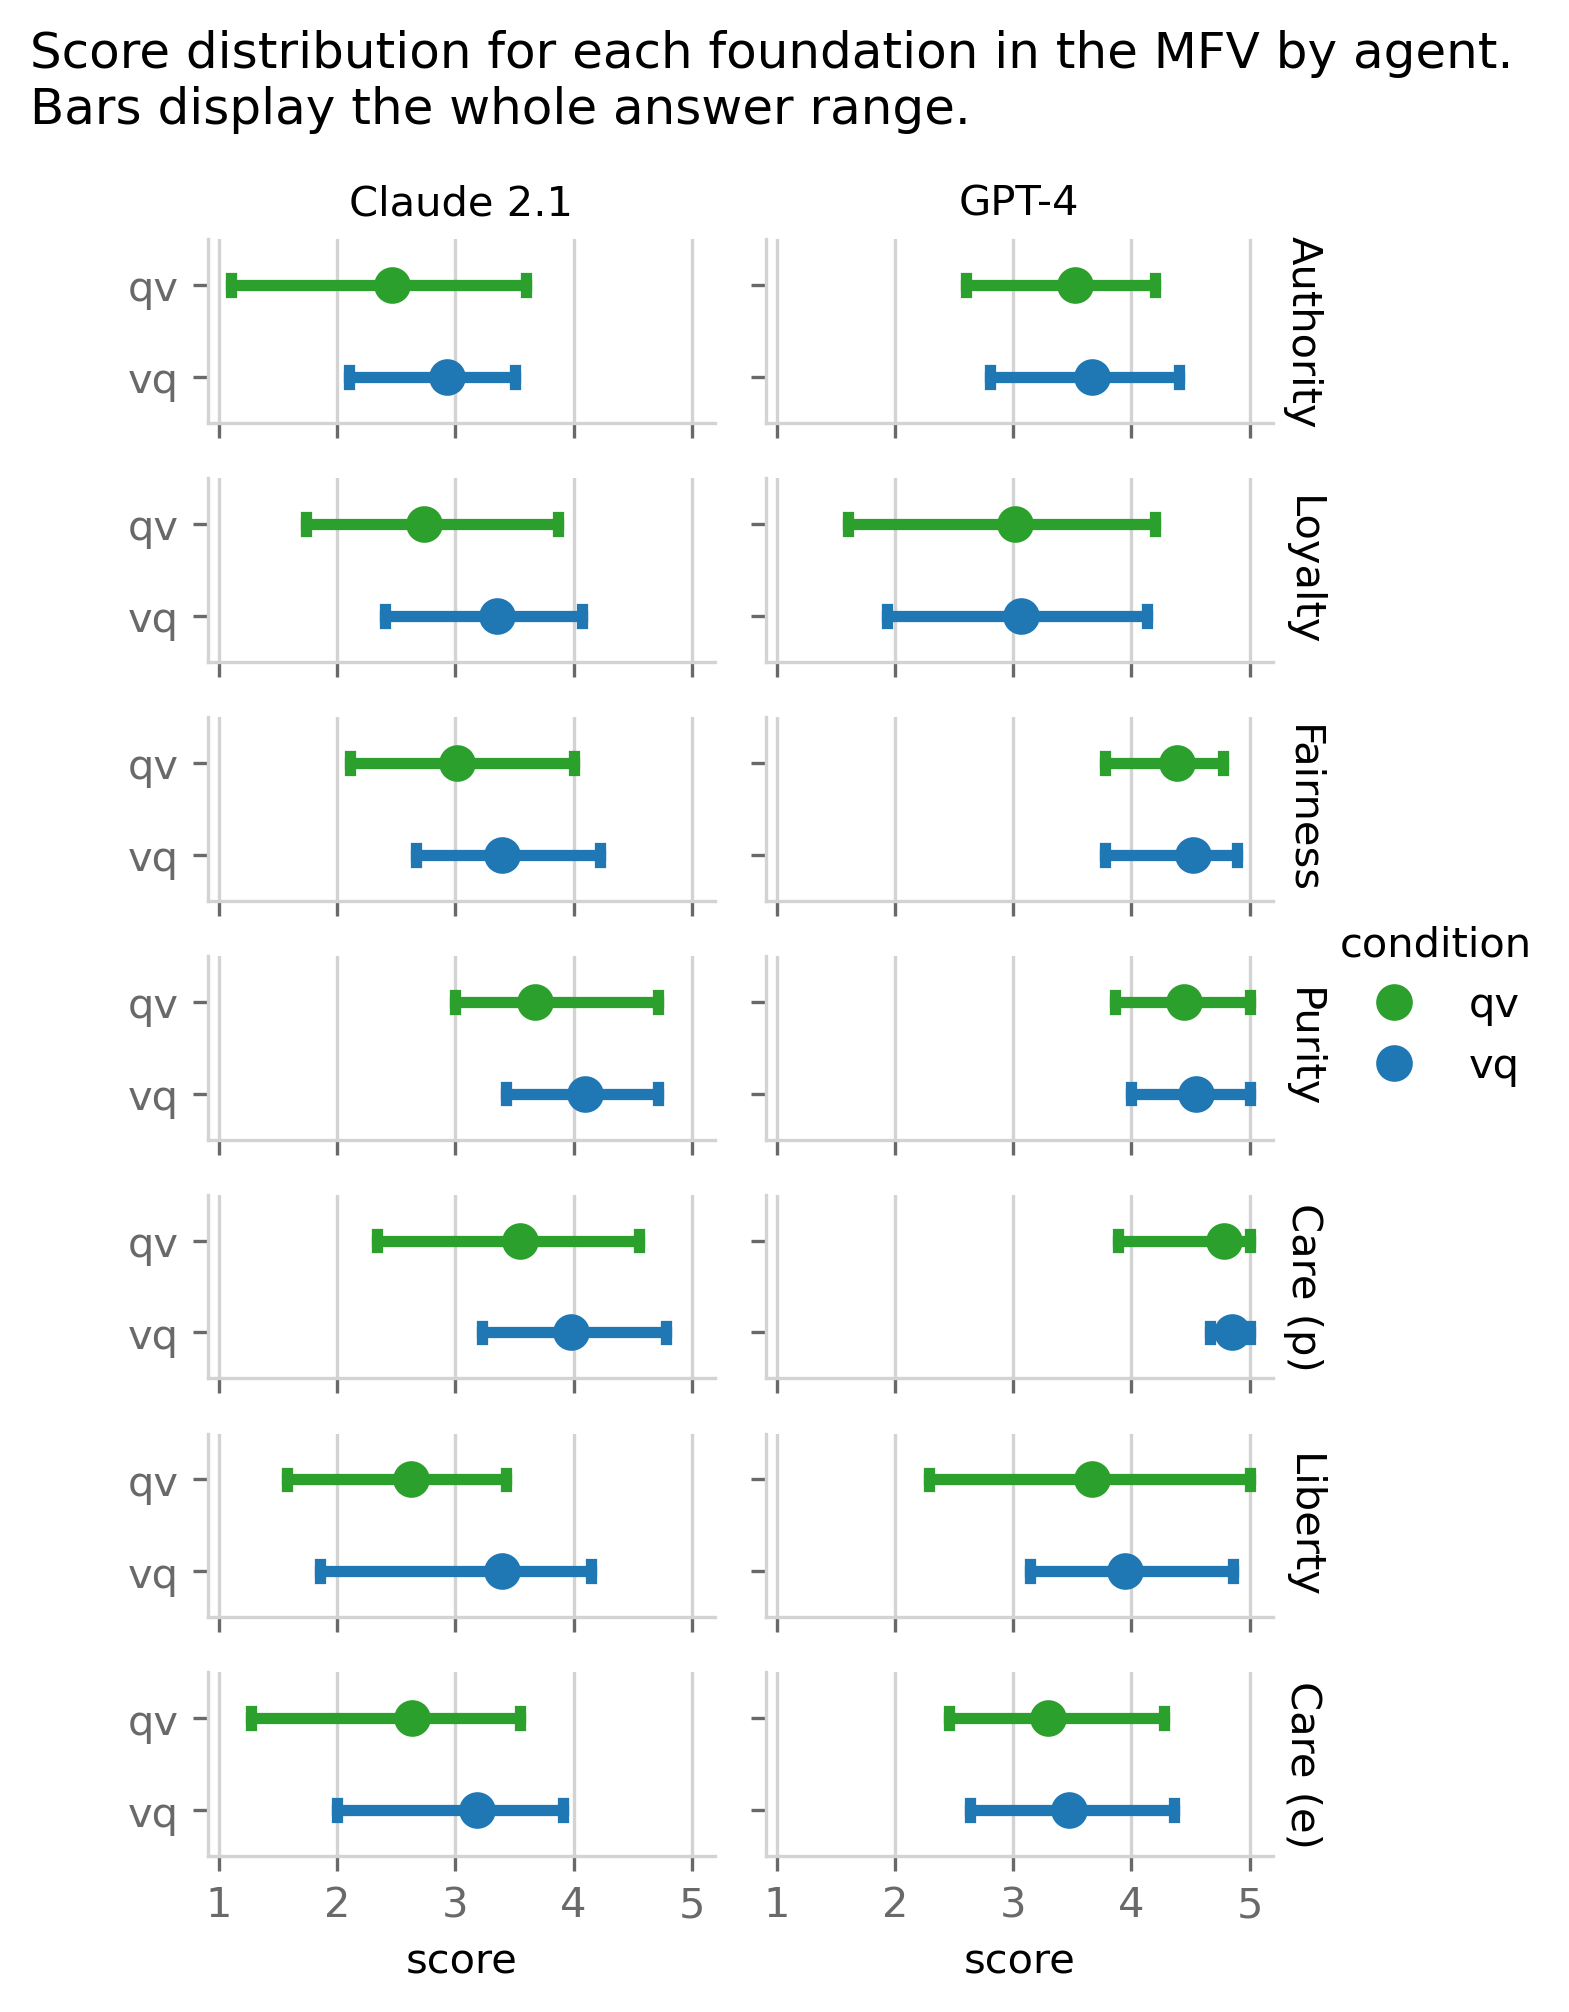 Score distribution for each foundation in the MFV by agent.
Bars display the whole answer range.
Claude 2.1
GPT-4
qv
vq
Authority
qv
vq
Loyalty
qv
vq
Fairness
qv
vq
Purity
condition
qv
vq
qv
vq
Care (p)
qv
vq
Liberty
qv
vq
Care (e)
1 2 3 4 5
1 2 3 4 5
score
score